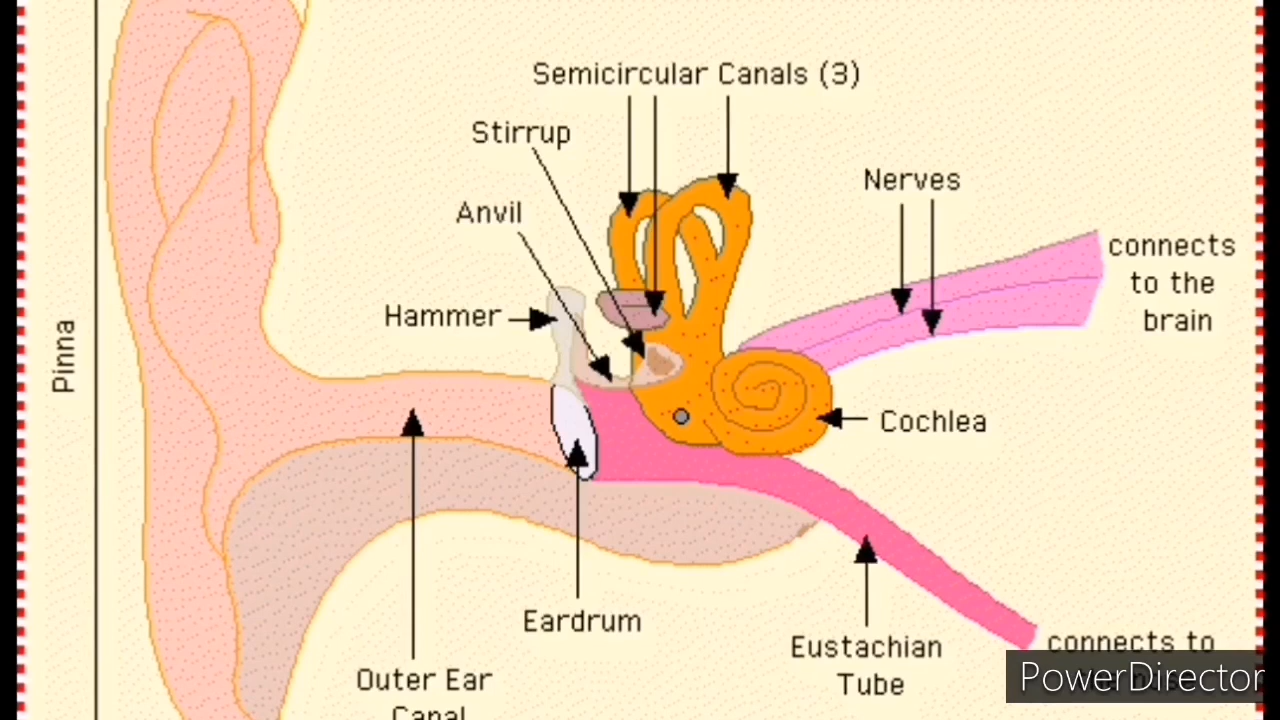 Semicircular Canals (3)
Stirrup
Anvil
Hammer
Nerves
connects
to the
brain
Pinna
Cochlea
Eardrum
Outer Ear
Canal
Eustachian
Tube
connects to
PowerDirector